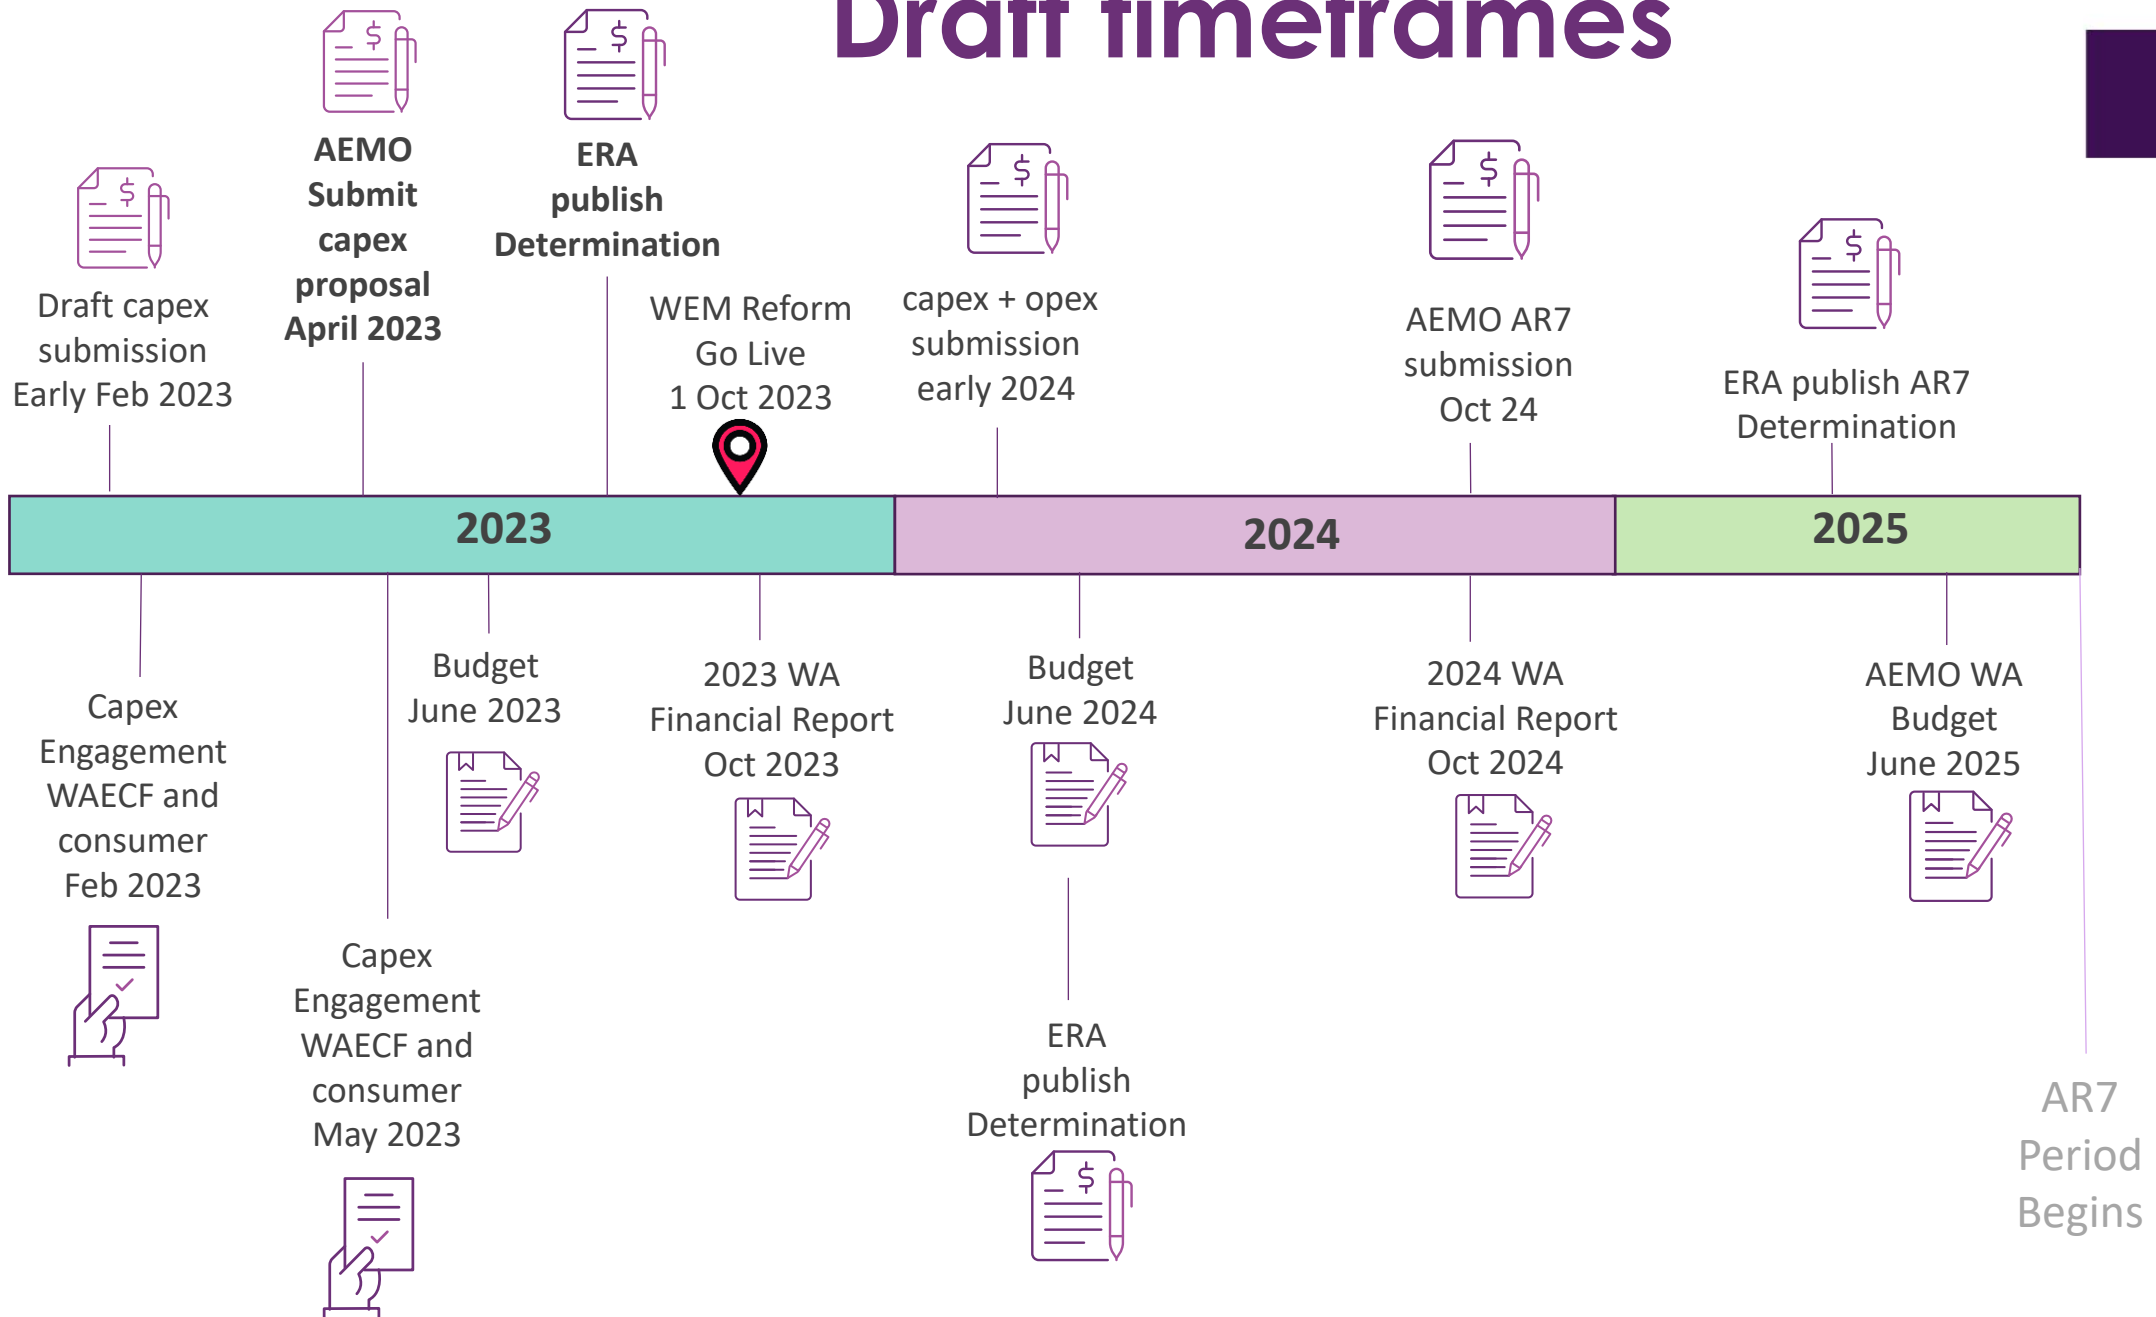 Draft timeframes
AEMO
Submit
capex
proposal
April 2023
ERA
publish
Determination
Draft capex
submission
Early Feb 2023
WEM Reform
Go Live
1 Oct 2023
capex + opex
submission
early 2024
AEMO AR7
submission
Oct 24
ERA publish AR7
Determination
2023
2024
2025
Capex
Engagement
WAECF and
consumer
Feb 2023
Capex
Engagement
WAECF and
consumer
May 2023
Budget
June 2023
2023 WA
Financial Report
Oct 2023
Budget
June 2024
ERA
publish
Determination
2024 WA
Financial Report
Oct 2024
AEMO WA
Budget
June 2025
AR7
Period
Begins